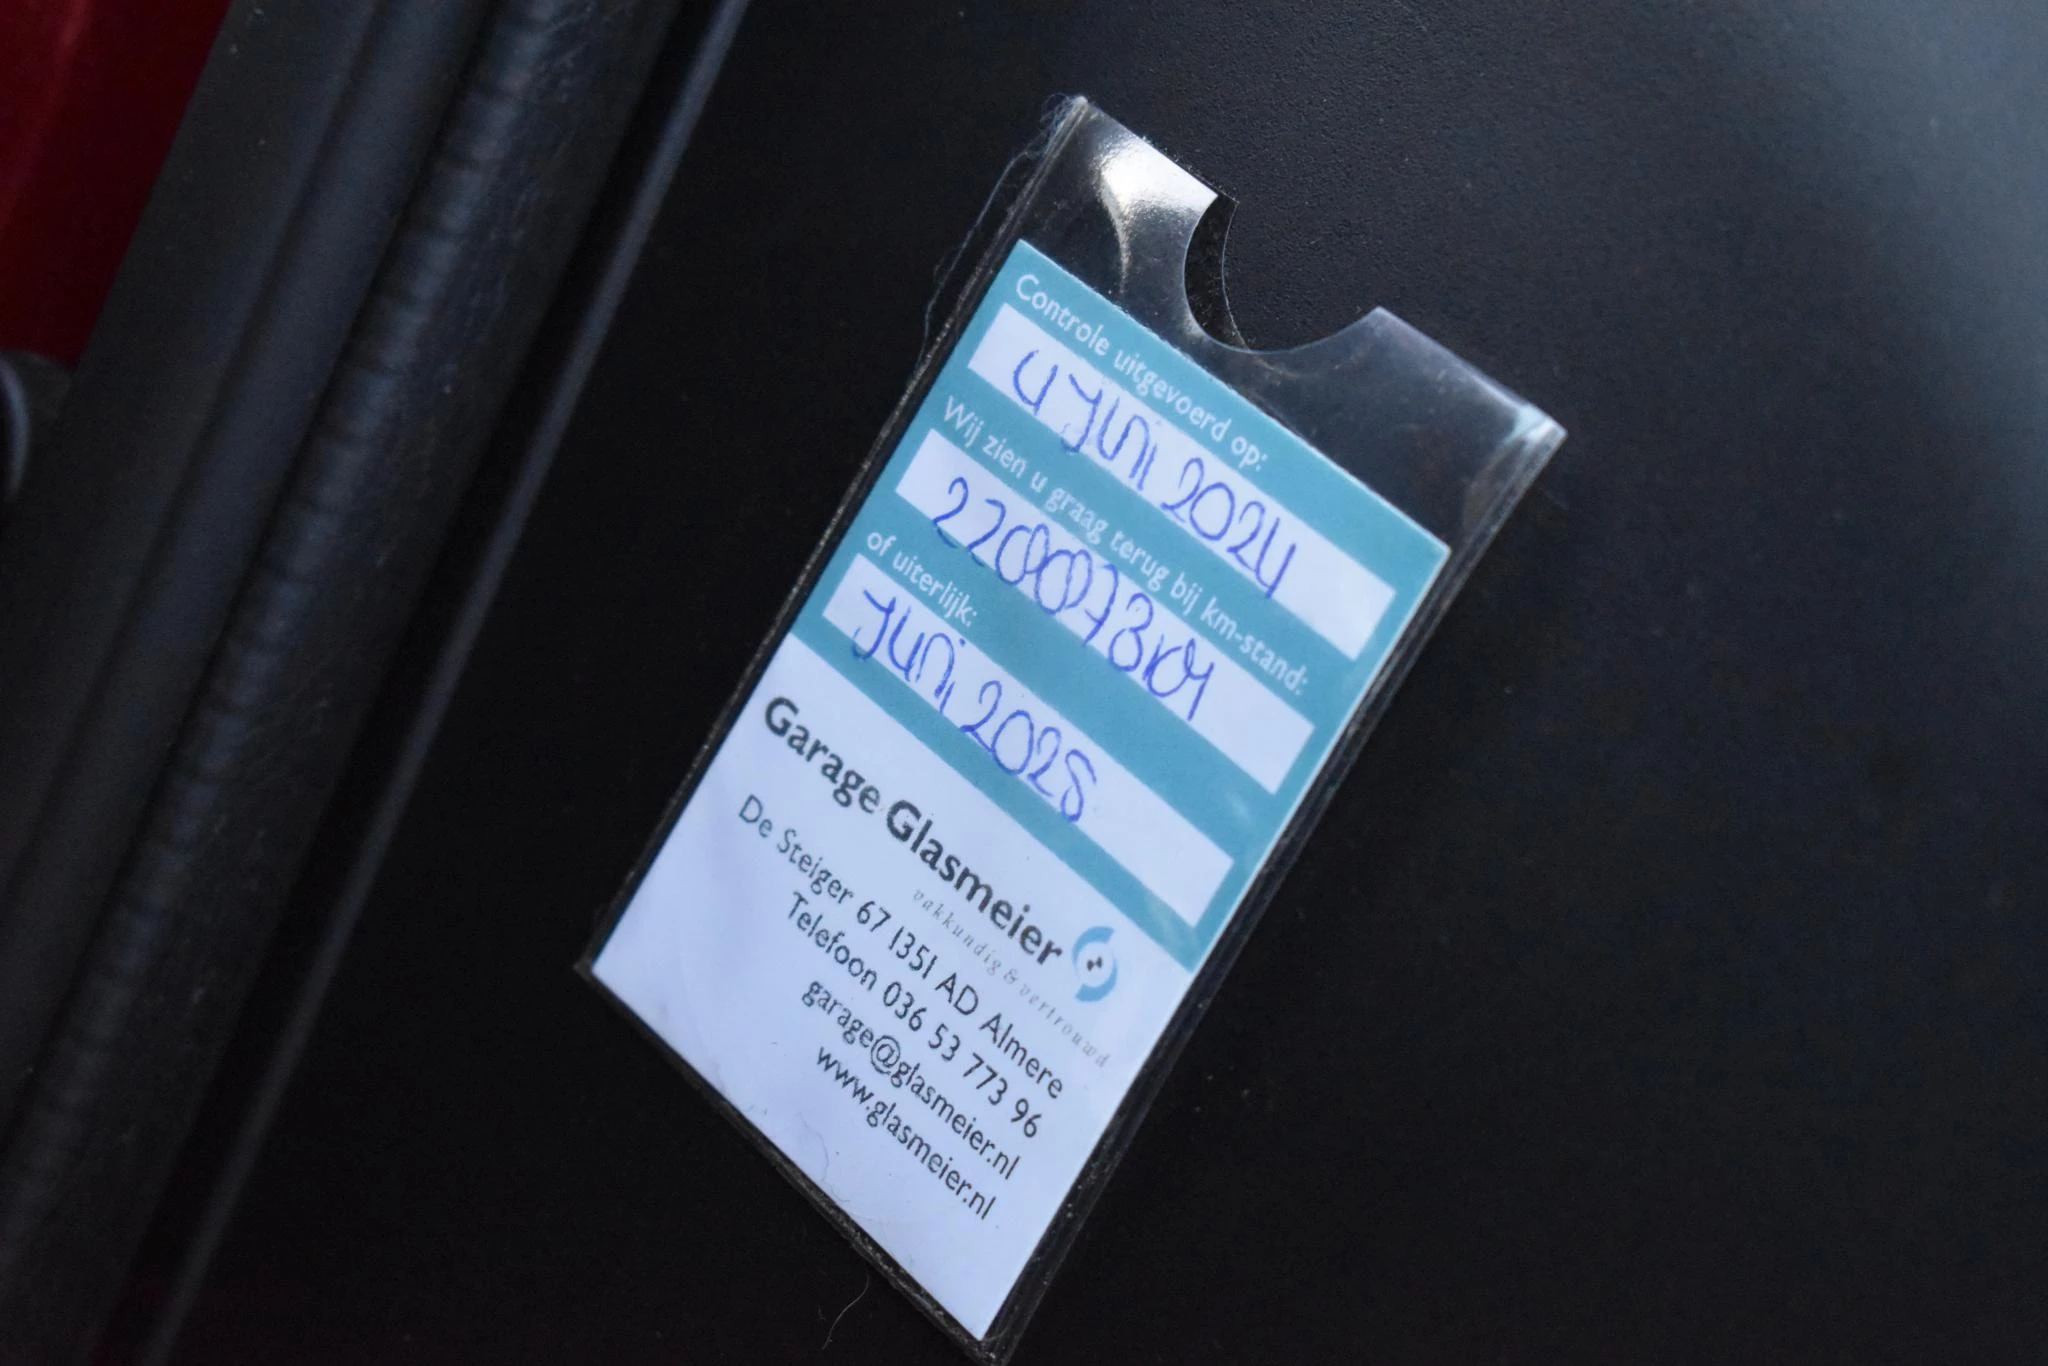 Controle uitgevoerd op:
4 juni 2024
Wij zien u graag terug bij km-stand:
of uiterlijk:
juni 2025
Garage Glasmeier
vakkundig & vertrouwd
De Steiger 67 1351 AD Almere
Telefoon 036 53 773 96
garage@glasmeier.nl
www.glasmeier.nl